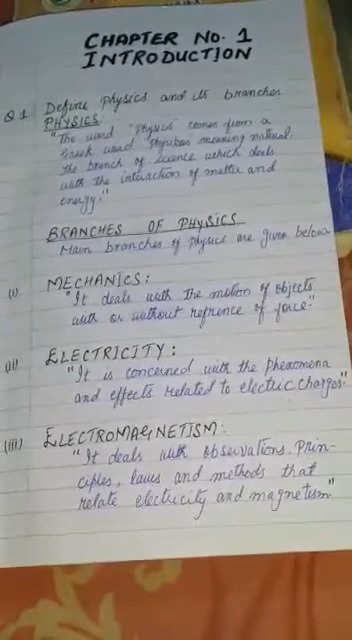 CHAPTER No. 1
INTRODUCTION
Q 1 Define Physics and its branches
PHYSICS.
"The word "Physics" comes from a
Greek word "Physikes meaning natural
the branch of science which deals
with the interaction of matter and
energy."
BRANCHES OF PHYSICS
Main branches of Physics are given below
(i) MECHANICS:
"It deals with the motion of objects
with or without refrence of force."
(ii) ELECTRICITY:
"It is concerned with the phenomena
and effects related to electric charges."
(iii) ELECTROMAGNETISM:
"It deals with observations, Prin-
ciples, laws and methods that
relate electricity and magnetism"